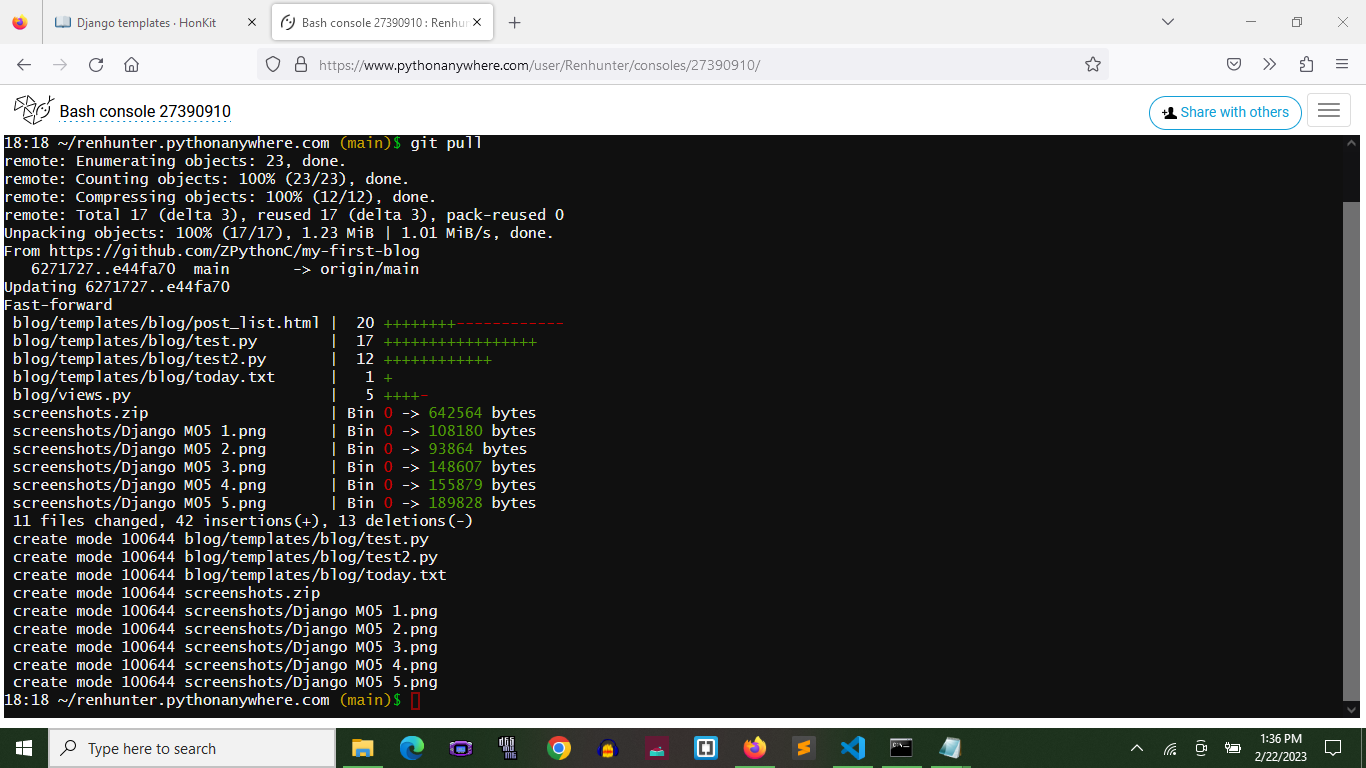 Django templates · HonKit
Bash console 27390910 : Renhun
https://www.pythonanywhere.com/user/Renhunter/consoles/27390910/
Bash console 27390910
Share with others
18:18 ~/renhunter.pythonanywhere.com (main)$ git pull
remote: Enumerating objects: 23, done.
remote: Counting objects: 100% (23/23), done.
remote: Compressing objects: 100% (12/12), done.
remote: Total 17 (delta 3), reused 17 (delta 3), pack-reused 0
Unpacking objects: 100% (17/17), 1.23 MiB | 1.01 MiB/s, done.
From https://github.com/ZPythonC/my-first-blog
   6271727..e44fa70  main       -> origin/main
Updating 6271727..e44fa70
Fast-forward
 blog/templates/blog/post_list.html |  20 ++++++++------------
 blog/templates/blog/test.py        |  17 +++++++++++++++++
 blog/templates/blog/test2.py       |  12 ++++++++++++
 blog/templates/blog/today.txt      |   1 +
 blog/views.py                      |   5 ++++-
 screenshots.zip                    | Bin 0 -> 642564 bytes
 screenshots/Django M05 1.png       | Bin 0 -> 108180 bytes
 screenshots/Django M05 2.png       | Bin 0 -> 93864 bytes
 screenshots/Django M05 3.png       | Bin 0 -> 148607 bytes
 screenshots/Django M05 4.png       | Bin 0 -> 155879 bytes
 screenshots/Django M05 5.png       | Bin 0 -> 189828 bytes
 11 files changed, 42 insertions(+), 13 deletions(-)
 create mode 100644 blog/templates/blog/test.py
 create mode 100644 blog/templates/blog/test2.py
 create mode 100644 blog/templates/blog/today.txt
 create mode 100644 screenshots.zip
 create mode 100644 screenshots/Django M05 1.png
 create mode 100644 screenshots/Django M05 2.png
 create mode 100644 screenshots/Django M05 3.png
 create mode 100644 screenshots/Django M05 4.png
 create mode 100644 screenshots/Django M05 5.png
18:18 ~/renhunter.pythonanywhere.com (main)$
Type here to search
1:36 PM
2/22/2023